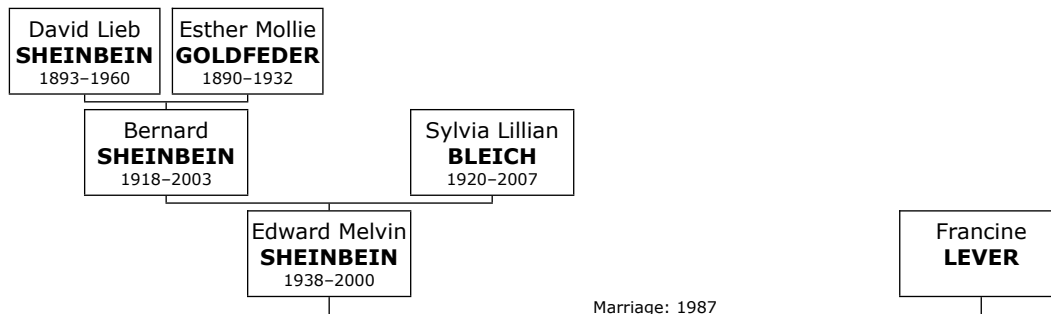 David Lieb
SHEINBEIN
1893–1960
Esther Mollie
GOLDFEDER
1890–1932
Bernard
SHEINBEIN
1918–2003
Sylvia Lillian
BLEICH
1920–2007
Edward Melvin
SHEINBEIN
1938–2000
Francine
LEVER
Marriage: 1987